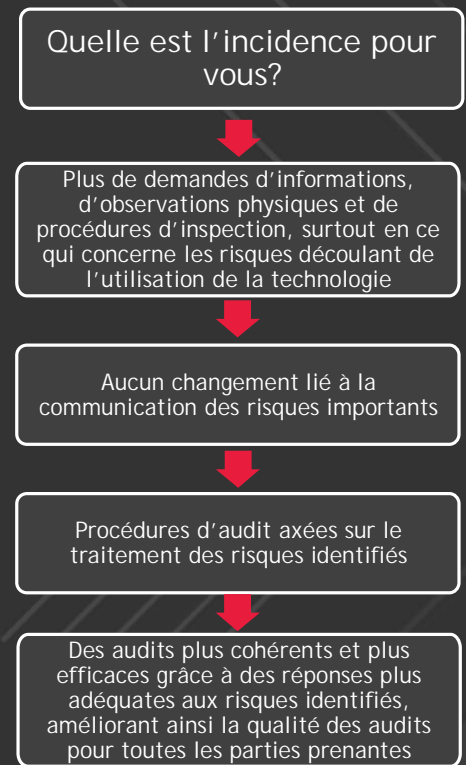 Quelle est l'incidence pour
vous?
Plus de demandes d'informations,
d'observations physiques et de
procédures d'inspection, surtout en ce
qui concerne les risques découlant de
l'utilisation de la technologie
Aucun changement lié à la
communication des risques importants
Procédures d'audit axées sur le
traitement des risques identifiés
Des audits plus cohérents et plus
efficaces grâce à des réponses plus
adéquates aux risques identifiés,
améliorant ainsi la qualité des audits
pour toutes les parties prenantes